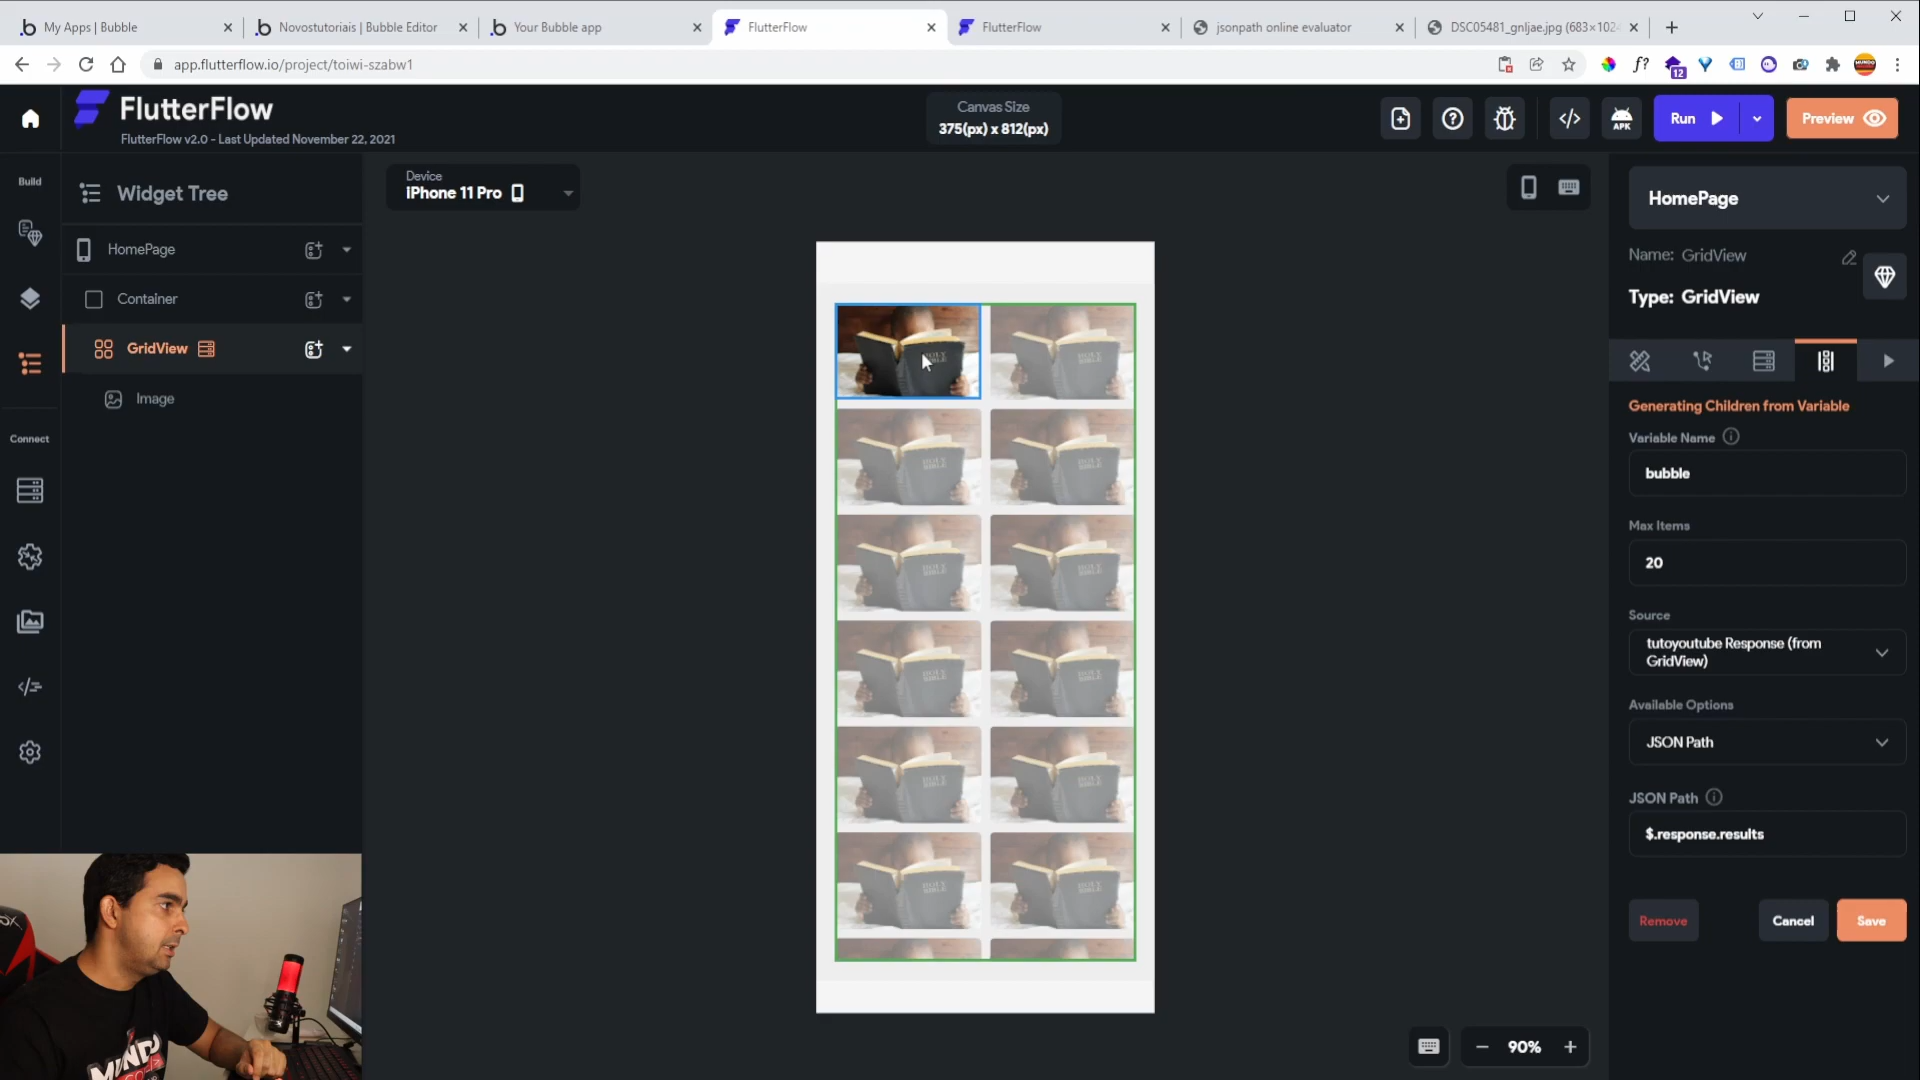 My Apps | Bubble
Novostutoriais | Bubble Editor
Your Bubble app
FlutterFlow
FlutterFlow
jsonpath online evaluator
DSC05481_gnljae.jpg (683×102
app.flutterflow.io/project/toiwi-szabw1
f?
12
FlutterFlow
FlutterFlow v2.0 - Last Updated November 22, 2021
Canvas Size
375(px) x 812(px)
APK
Run
Preview
Build
Widget Tree
Device
iPhone 11 Pro
HomePage
HomePage
Name: GridView
Type: GridView
Container
GridView
Image
Connect
Generating Children from Variable
Variable Name
bubble
Max Items
20
Source
tutoyoutube Response (from
GridView)
Available Options
JSON Path
JSON Path
$.response.results
Remove
Cancel
Save
HOLY
BIBLE
90%